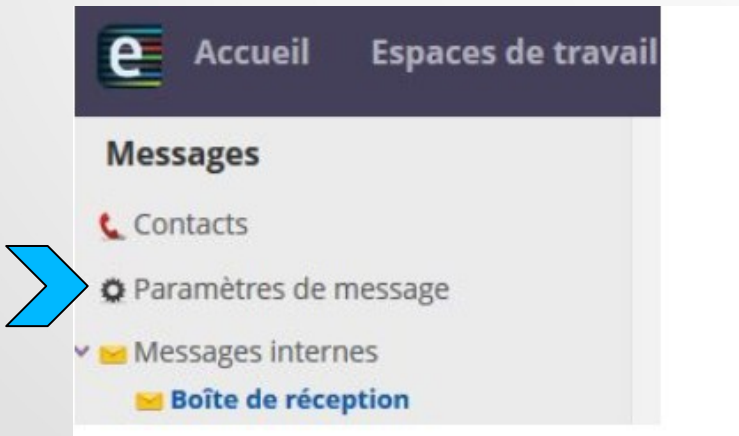 e Accueil Espaces de travail
Messages
Contacts
Paramètres de message
Messages internes
Boîte de réception